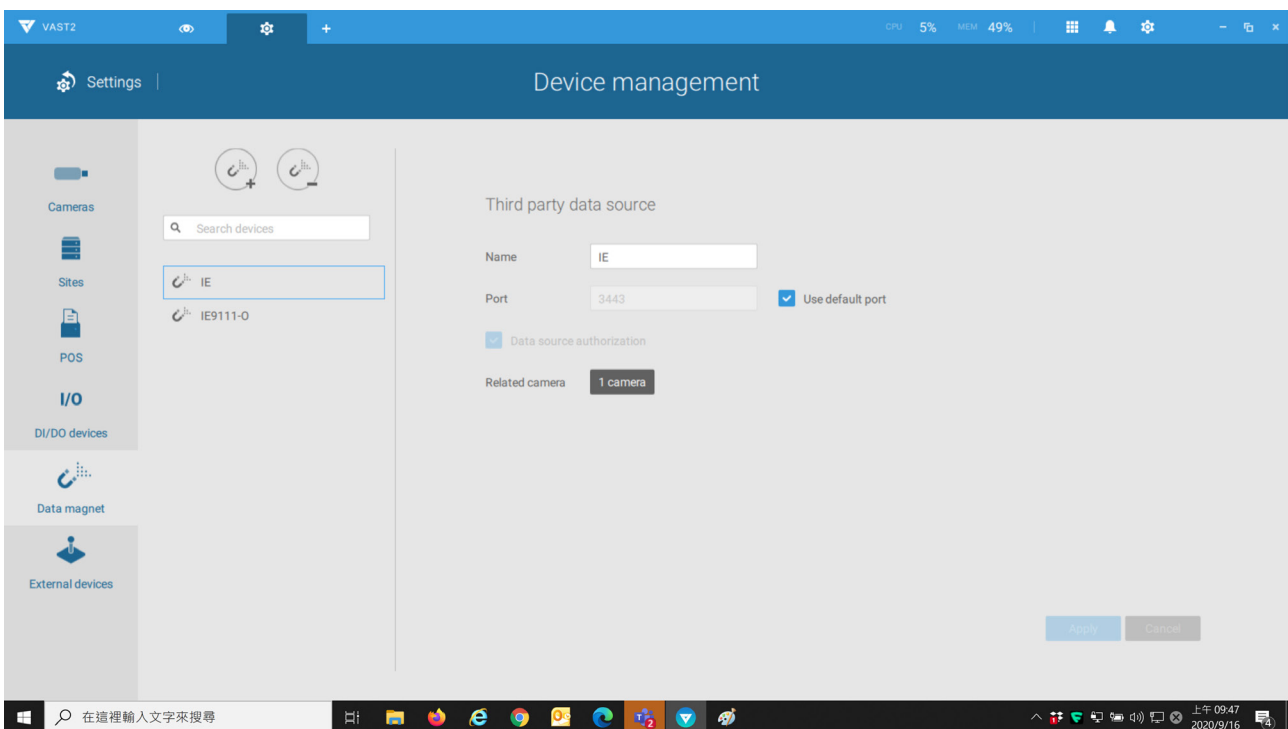 VAST2
CPU 5% MEM 49%
Settings
Device management
Cameras
Sites
POS
I/O
DI/DO devices
Data magnet
External devices
Search devices
IE
IE9111-O
Third party data source
Name IE
Port 3443 Use default port
Data source authorization
Related camera 1 camera
Apply Cancel
在這裡輸入文字來搜尋
上午 09:47
2020/9/16